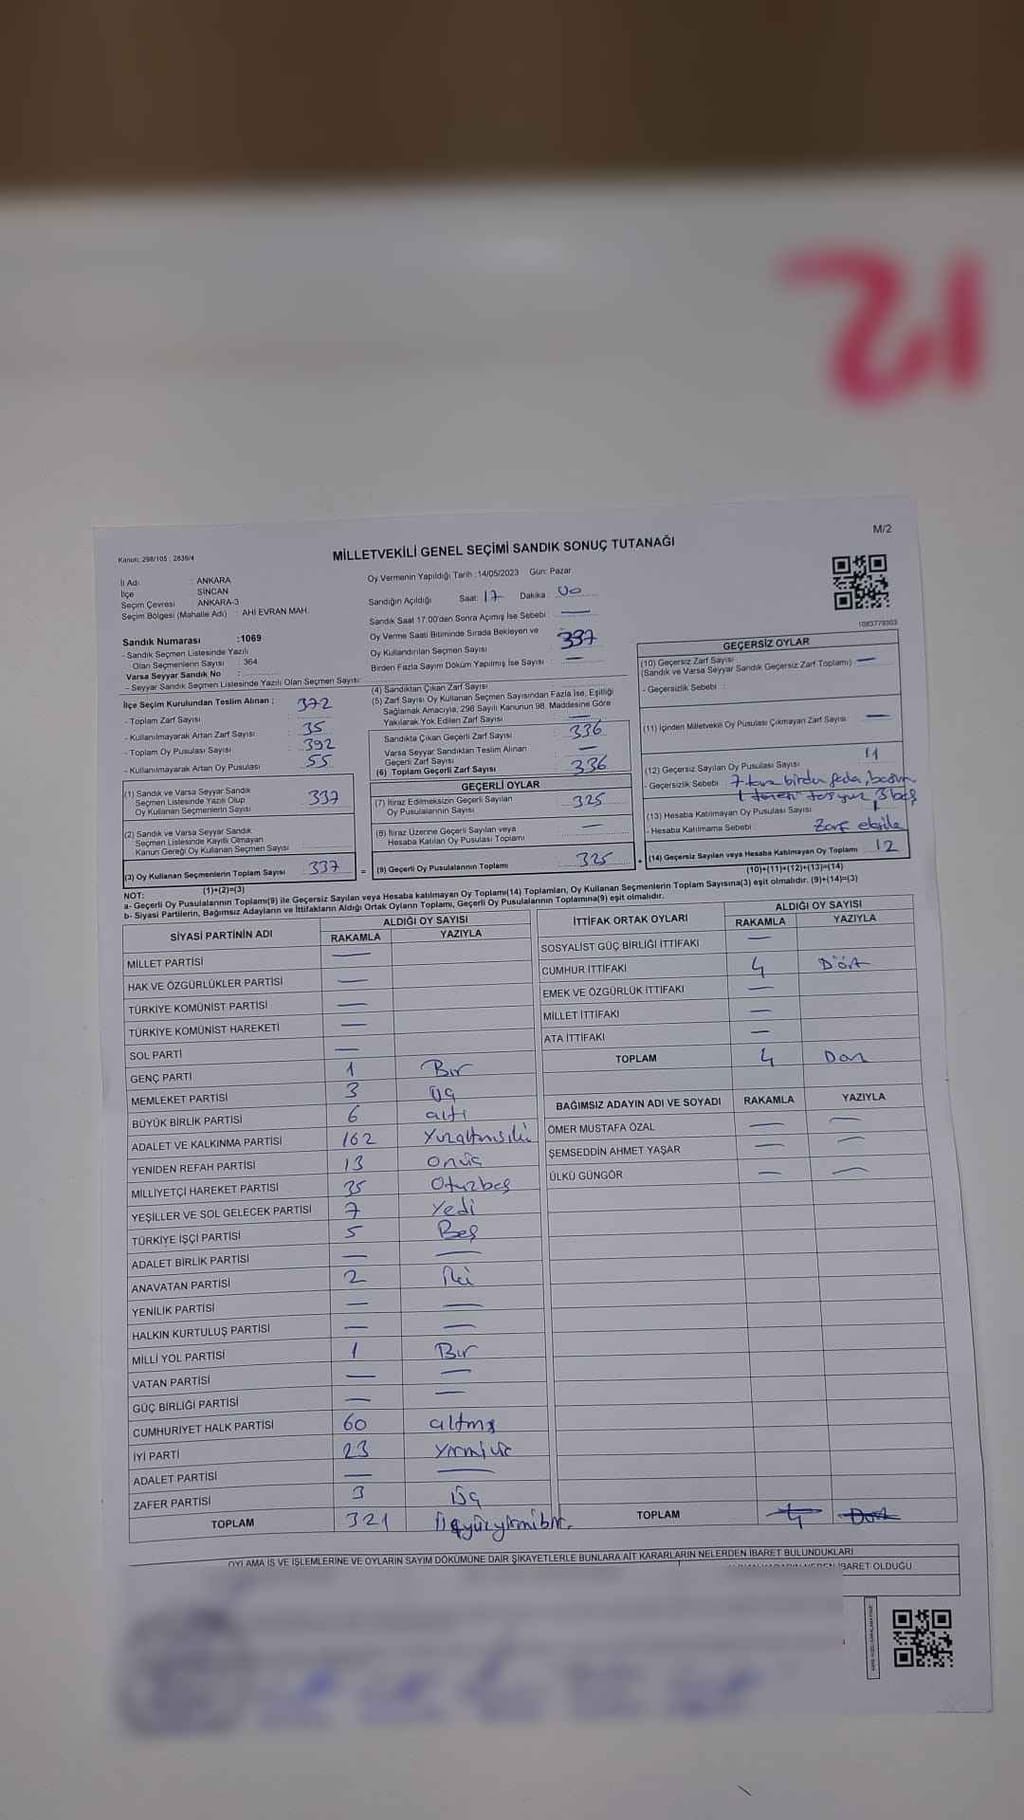 12
M/2
Kanun: 298/105 ; 2839/4
MİLLETVEKİLİ GENEL SEÇİMİ SANDIK SONUÇ TUTANAĞI
İl Adı : ANKARA
İlçe : SİNCAN
Seçim Çevresi : ANKARA-3
Seçim Bölgesi (Mahalle Adı) : AHİ EVRAN MAH.
Oy Vermenin Yapıldığı Tarih :14/05/2023 Gün: Pazar
Sandığın Açıldığı Saat 17 Dakika 00
Sandık Saat 17.00'den Sonra Açılmış İse Sebebi : —
Oy Verme Saati Bitiminde Sırada Bekleyen ve
Oy Kullandırılan Seçmen Sayısı
Birden Fazla Sayım Döküm Yapılmış İse Sayısı : —
1083779303
Sandık Numarası :1069
- Sandık Seçmen Listesinde Yazılı
Olan Seçmenlerin Sayısı : 364
Varsa Seyyar Sandık No :
- Seyyar Sandık Seçmen Listesinde Yazılı Olan Seçmen Sayısı:
İlçe Seçim Kurulundan Teslim Alınan :
- Toplam Zarf Sayısı : 372
- Kullanılmayarak Artan Zarf Sayısı : 35
- Toplam Oy Pusulası Sayısı : 392
- Kullanılmayarak Artan Oy Pusulası : 55
(1) Sandık ve Varsa Seyyar Sandık
Seçmen Listesinde Yazılı Olup
Oy Kullanan Seçmenlerin Sayısı 337
(2) Sandık ve Varsa Seyyar Sandık
Seçmen Listesinde Kayıtlı Olmayan
Kanun Gereği Oy Kullanan Seçmen Sayısı
(3) Oy Kullanan Seçmenlerin Toplam Sayısı 337
(1)+(2)=(3)
(4) Sandıktan Çıkan Zarf Sayısı
(5) Zarf Sayısı Oy Kullanan Seçmen Sayısından Fazla İse, Eşitliği
Sağlamak Amacıyla; 298 Sayılı Kanunun 98. Maddesine Göre
Yakılarak Yok Edilen Zarf Sayısı —
Sandıkta Çıkan Geçerli Zarf Sayısı 336
Varsa Seyyar Sandıktan Teslim Alınan
Geçerli Zarf Sayısı —
(6) Toplam Geçerli Zarf Sayısı 336
GEÇERLİ OYLAR
(7) İtiraz Edilmeksizin Geçerli Sayılan
Oy Pusulalarının Sayısı 325
(8) İtiraz Üzerine Geçerli Sayılan veya
Hesaba Katılan Oy Pusulası Toplamı —
= (9) Geçerli Oy Pusulalarının Toplamı 325
GEÇERSİZ OYLAR
(10) Geçersiz Zarf Sayısı
(Sandık ve Varsa Seyyar Sandık Geçersiz Zarf Toplamı) —
- Geçersizlik Sebebi :
(11) İçinden Milletvekili Oy Pusulası Çıkmayan Zarf Sayısı —
(12) Geçersiz Sayılan Oy Pusulası Sayısı 11
- Geçersizlik Sebebi 7 tane birden fazla basım
3 boş
(13) Hesaba Katılmayan Oy Pusulası Sayısı
- Hesaba Katılmama Sebebi : Zarf eksik
+ (14) Geçersiz Sayılan veya Hesaba Katılmayan Oy Toplamı 12
(10)+(11)+(12)+(13)=(14)
NOT:
a- Geçerli Oy Pusulalarının Toplamı(9) ile Geçersiz Sayılan veya Hesaba katılmayan Oy Toplamı(14) Toplamları, Oy Kullanan Seçmenlerin Toplam Sayısına(3) eşit olmalıdır. (9)+(14)=(3)
b- Siyasi Partilerin, Bağımsız Adayların ve İttifakların Aldığı Ortak Oyların Toplamı, Geçerli Oy Pusulalarının Toplamına(9) eşit olmalıdır.
SİYASİ PARTİNİN ADI ALDIĞI OY SAYISI
RAKAMLA YAZIYLA
MİLLET PARTİSİ —
HAK VE ÖZGÜRLÜKLER PARTİSİ —
TÜRKİYE KOMÜNİST PARTİSİ —
TÜRKİYE KOMÜNİST HAREKETİ —
SOL PARTİ —
GENÇ PARTİ 1 Bir
MEMLEKET PARTİSİ 3 Üç
BÜYÜK BİRLİK PARTİSİ 6 altı
ADALET VE KALKINMA PARTİSİ 162 Yüzaltmışiki
YENİDEN REFAH PARTİSİ 13 Onüç
MİLLİYETÇİ HAREKET PARTİSİ 35 Otuzbeş
YEŞİLLER VE SOL GELECEK PARTİSİ 7 Yedi
TÜRKİYE İŞÇİ PARTİSİ 5 Beş
ADALET BİRLİK PARTİSİ — —
ANAVATAN PARTİSİ 2 İki
YENİLİK PARTİSİ — —
HALKIN KURTULUŞ PARTİSİ — —
MİLLİ YOL PARTİSİ 1 Bir
VATAN PARTİSİ — —
GÜÇ BİRLİĞİ PARTİSİ — —
CUMHURİYET HALK PARTİSİ 60 altmış
İYİ PARTİ 23 Yirmiüç
ADALET PARTİSİ — —
ZAFER PARTİSİ 3 üç
TOPLAM 321 Üçyüzyirmibir.
İTTİFAK ORTAK OYLARI ALDIĞI OY SAYISI
RAKAMLA YAZIYLA
SOSYALİST GÜÇ BİRLİĞİ İTTİFAKI —
CUMHUR İTTİFAKI 4 Dört
EMEK VE ÖZGÜRLÜK İTTİFAKI —
MİLLET İTTİFAKI —
ATA İTTİFAKI —
TOPLAM 4 Dört
BAĞIMSIZ ADAYIN ADI VE SOYADI RAKAMLA YAZIYLA
ÖMER MUSTAFA ÖZAL — —
ŞEMSEDDİN AHMET YAŞAR — —
ÜLKÜ GÜNGÖR — —
TOPLAM 4 Dört
OYLAMA İŞ VE İŞLEMLERİNE VE OYLARIN SAYIM DÖKÜMÜNE DAİR ŞİKAYETLERLE BUNLARA AİT KARARLARIN NELERDEN İBARET BULUNDUKLARI
İBARET OLDUĞU